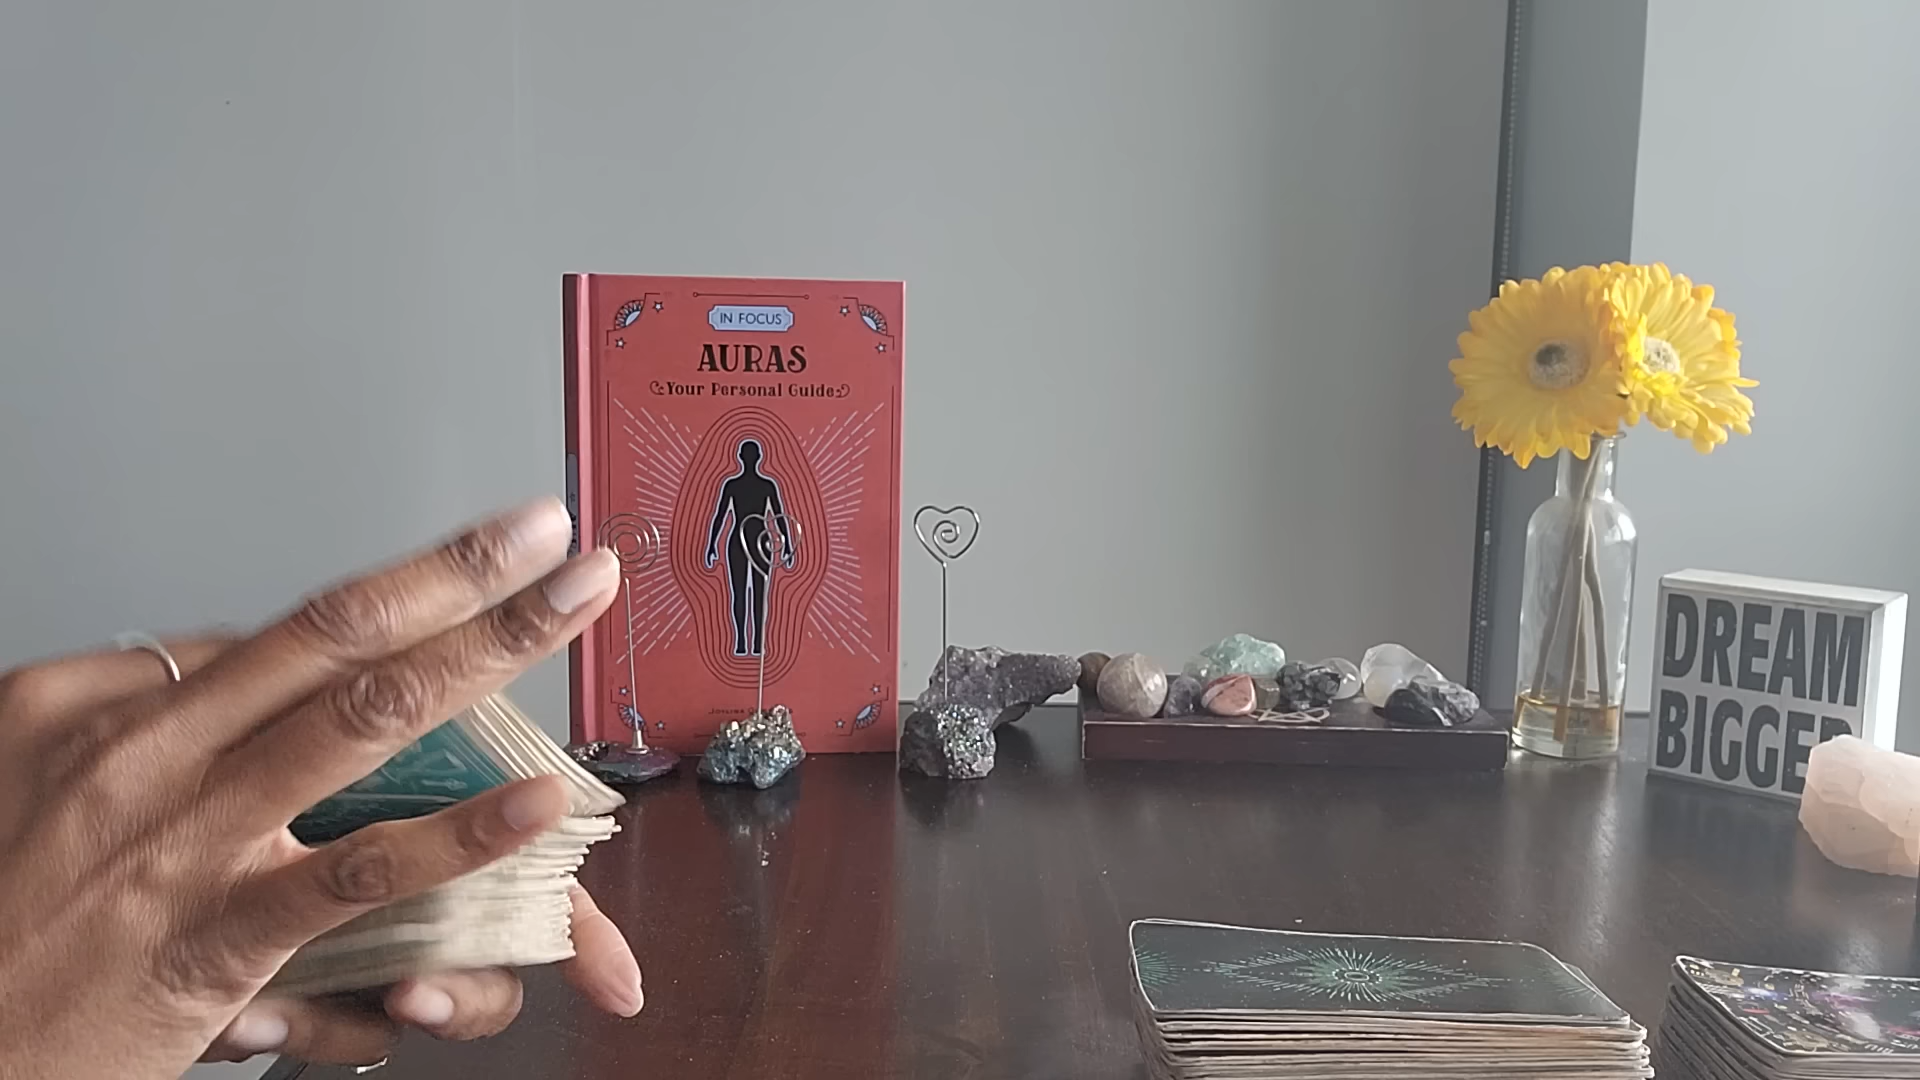 IN FOCUS
AURAS
Your Personal Guide
DREAM
BIGGER